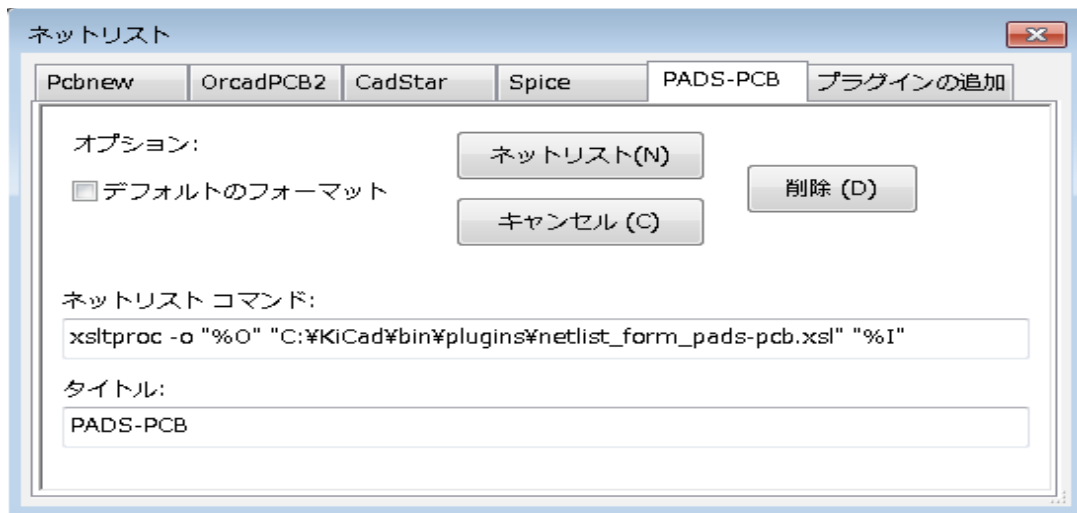 ネットリスト
Pcbnew OrcadPCB2 CadStar Spice PADS-PCB プラグインの追加
オプション: ネットリスト(N)
デフォルトのフォーマット 削除 (D)
キャンセル (C)
ネットリスト コマンド:
xsltproc -o "%O" "C:¥KiCad¥bin¥plugins¥netlist_form_pads-pcb.xsl" "%I"
タイトル:
PADS-PCB